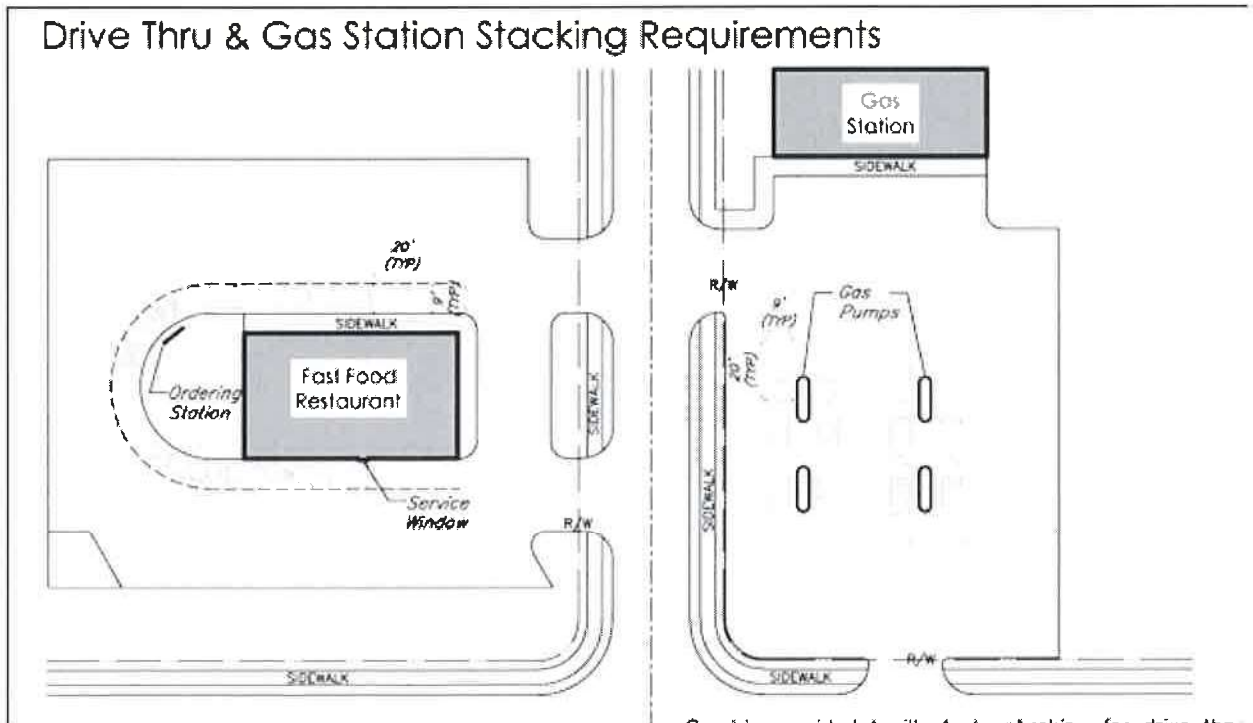 Drive Thru & Gas Station Stacking Requirements
Gas
Station
SIDEWALK
20'
(TYP)
9'
(TYP)
SIDEWALK
Fast Food
Restaurant
Ordering
Station
Service
Window
SIDEWALK
R/W
SIDEWALK
R/W
9'
(TYP)
20'
(TYP)
Gas
Pumps
SIDEWALK
R/W
SIDEWALK